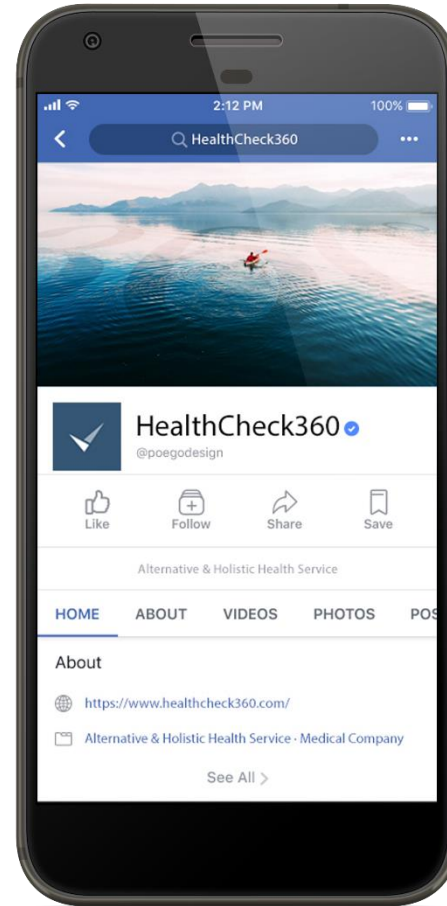 2:12 PM 100%
HealthCheck360
HealthCheck360
@poegodesign
Like Follow Share Save
Alternative & Holistic Health Service
HOME ABOUT VIDEOS PHOTOS POS
About
https://www.healthcheck360.com/
Alternative & Holistic Health Service · Medical Company
See All >